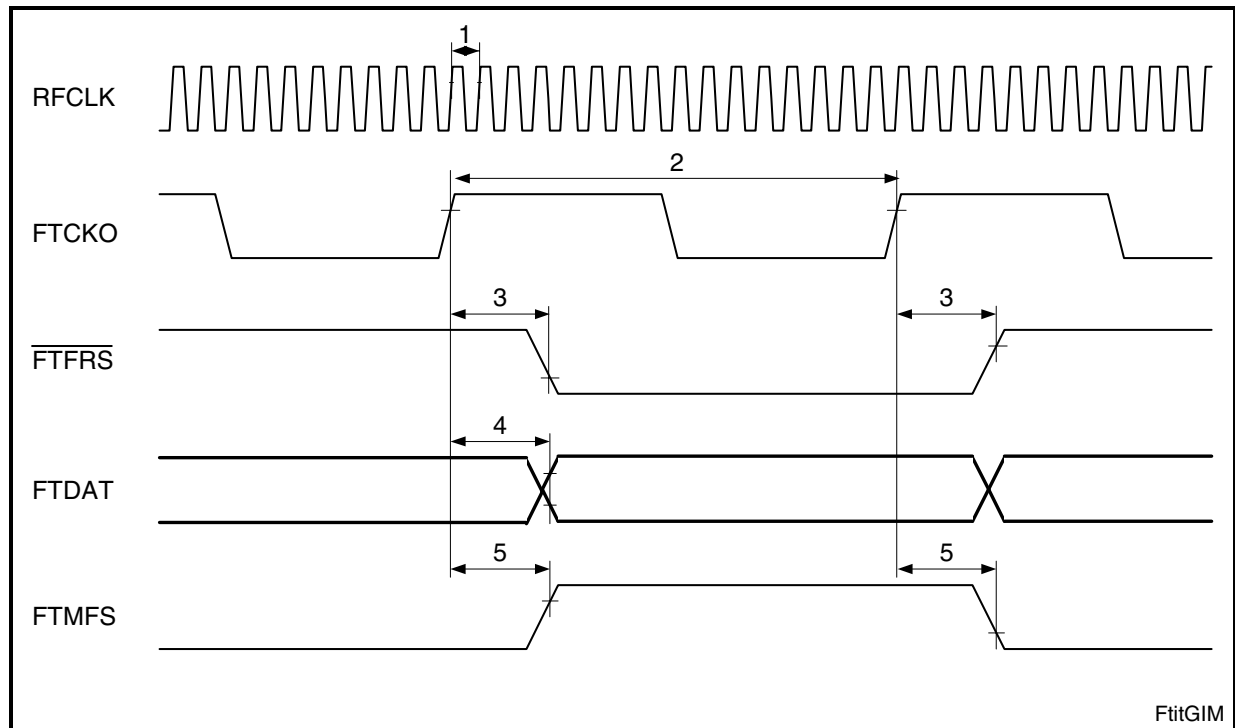 1
RFCLK
2
FTCKO
3 3
FTFRS
4
FTDAT
5 5
FTMFS
FtitGIM